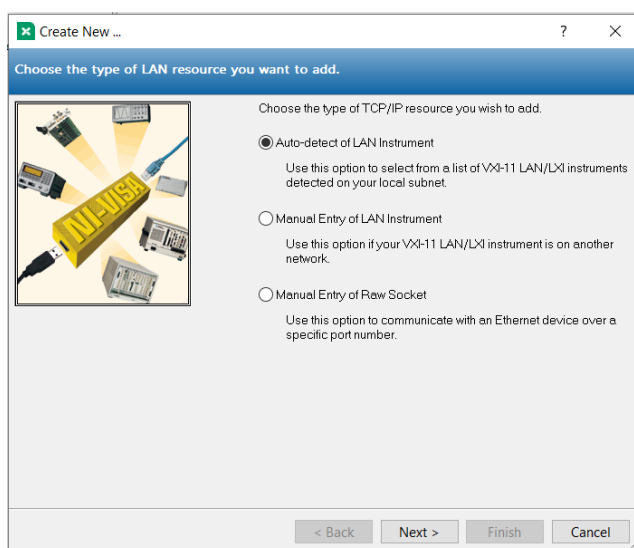 Create New ...
?
Choose the type of LAN resource you want to add.
NI-VISA
Choose the type of TCP/IP resource you wish to add.
Auto-detect of LAN Instrument
Use this option to select from a list of VXI-11 LAN/LXI instruments
detected on your local subnet.
Manual Entry of LAN Instrument
Use this option if your VXI-11 LAN/LXI instrument is on another
network.
Manual Entry of Raw Socket
Use this option to communicate with an Ethernet device over a
specific port number.
< Back Next > Finish Cancel